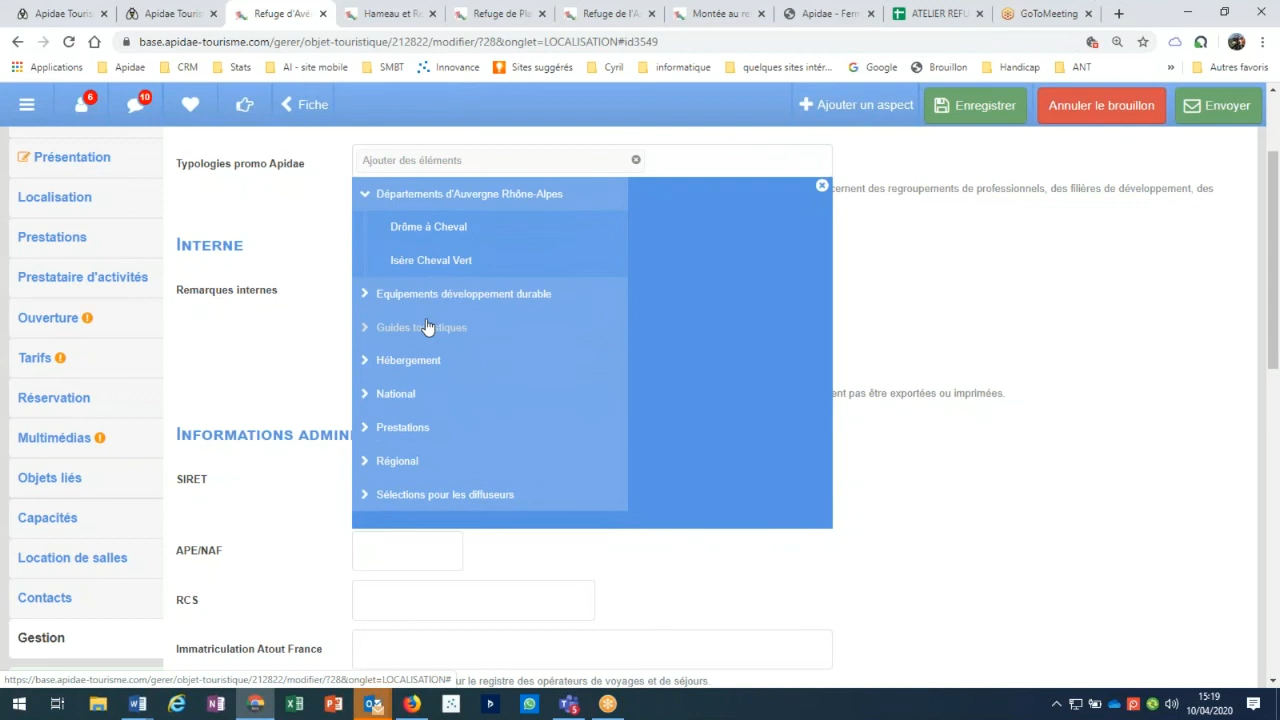 Apidae Touris
Apidae Touris
Refuge d'Avé
Hameau et Re
Refuge de Pla
Refuge de l'As
Montée au re
Apidae - Ferm
ATELIER REFU
GoToMeeting
base.apidae-tourisme.com/gerer/objet-touristique/212822/modifier/?28&onglet=LOCALISATION#id3549
Applications
Apidae
CRM
Stats
AI - site mobile
SMBT
Innovance
Sites suggérés
Cyril
informatique
quelques sites intér...
Google
Brouillon
Handicap
ANT
»
Autres favoris
6
10
Fiche
Ajouter un aspect
Enregistrer
Annuler le brouillon
Envoyer
Présentation
Localisation
Prestations
Prestataire d'activités
Ouverture
Tarifs
Réservation
Multimédias
Objets liés
Capacités
Location de salles
Contacts
Gestion
Typologies promo Apidae
Ajouter des éléments
cernent des regroupements de professionnels, des filières de développement, des
Départements d'Auvergne Rhône-Alpes
Drôme à Cheval
Isère Cheval Vert
Equipements développement durable
Guides touristiques
Hébergement
National
Prestations
Régional
Sélections pour les diffuseurs
INTERNE
Remarques internes
ent pas être exportées ou imprimées.
INFORMATIONS ADMINI
SIRET
APE/NAF
RCS
Immatriculation Atout France
https://base.apidae-tourisme.com/gerer/objet-touristique/212822/modifier/?28&onglet=LOCALISATION#
ur le registre des opérateurs de voyages et de séjours.
15:19
10/04/2020